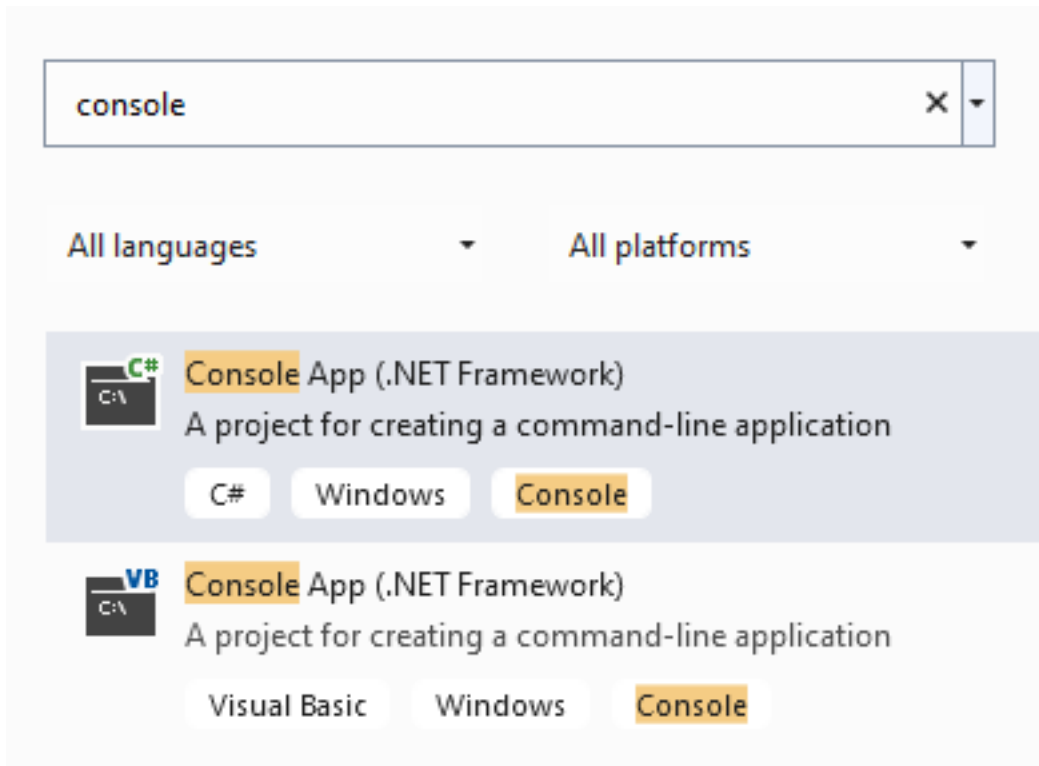 console
All languages All platforms
C#
C:\
Console App (.NET Framework)
A project for creating a command-line application
C# Windows Console
VB
C:\
Console App (.NET Framework)
A project for creating a command-line application
Visual Basic Windows Console